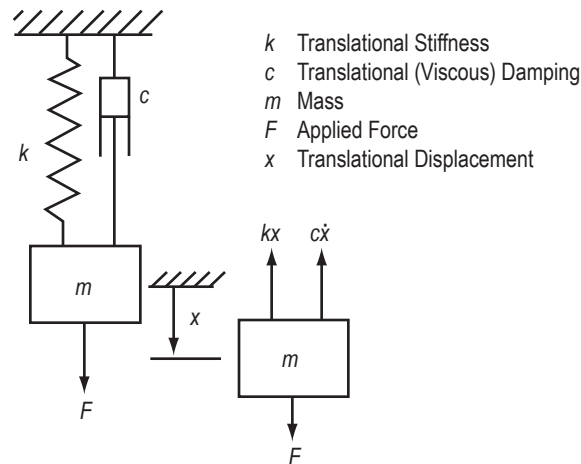 k Translational Stiffness
c Translational (Viscous) Damping
m Mass
F Applied Force
x Translational Displacement
c
k
kx cẋ
m
x
m
F
F